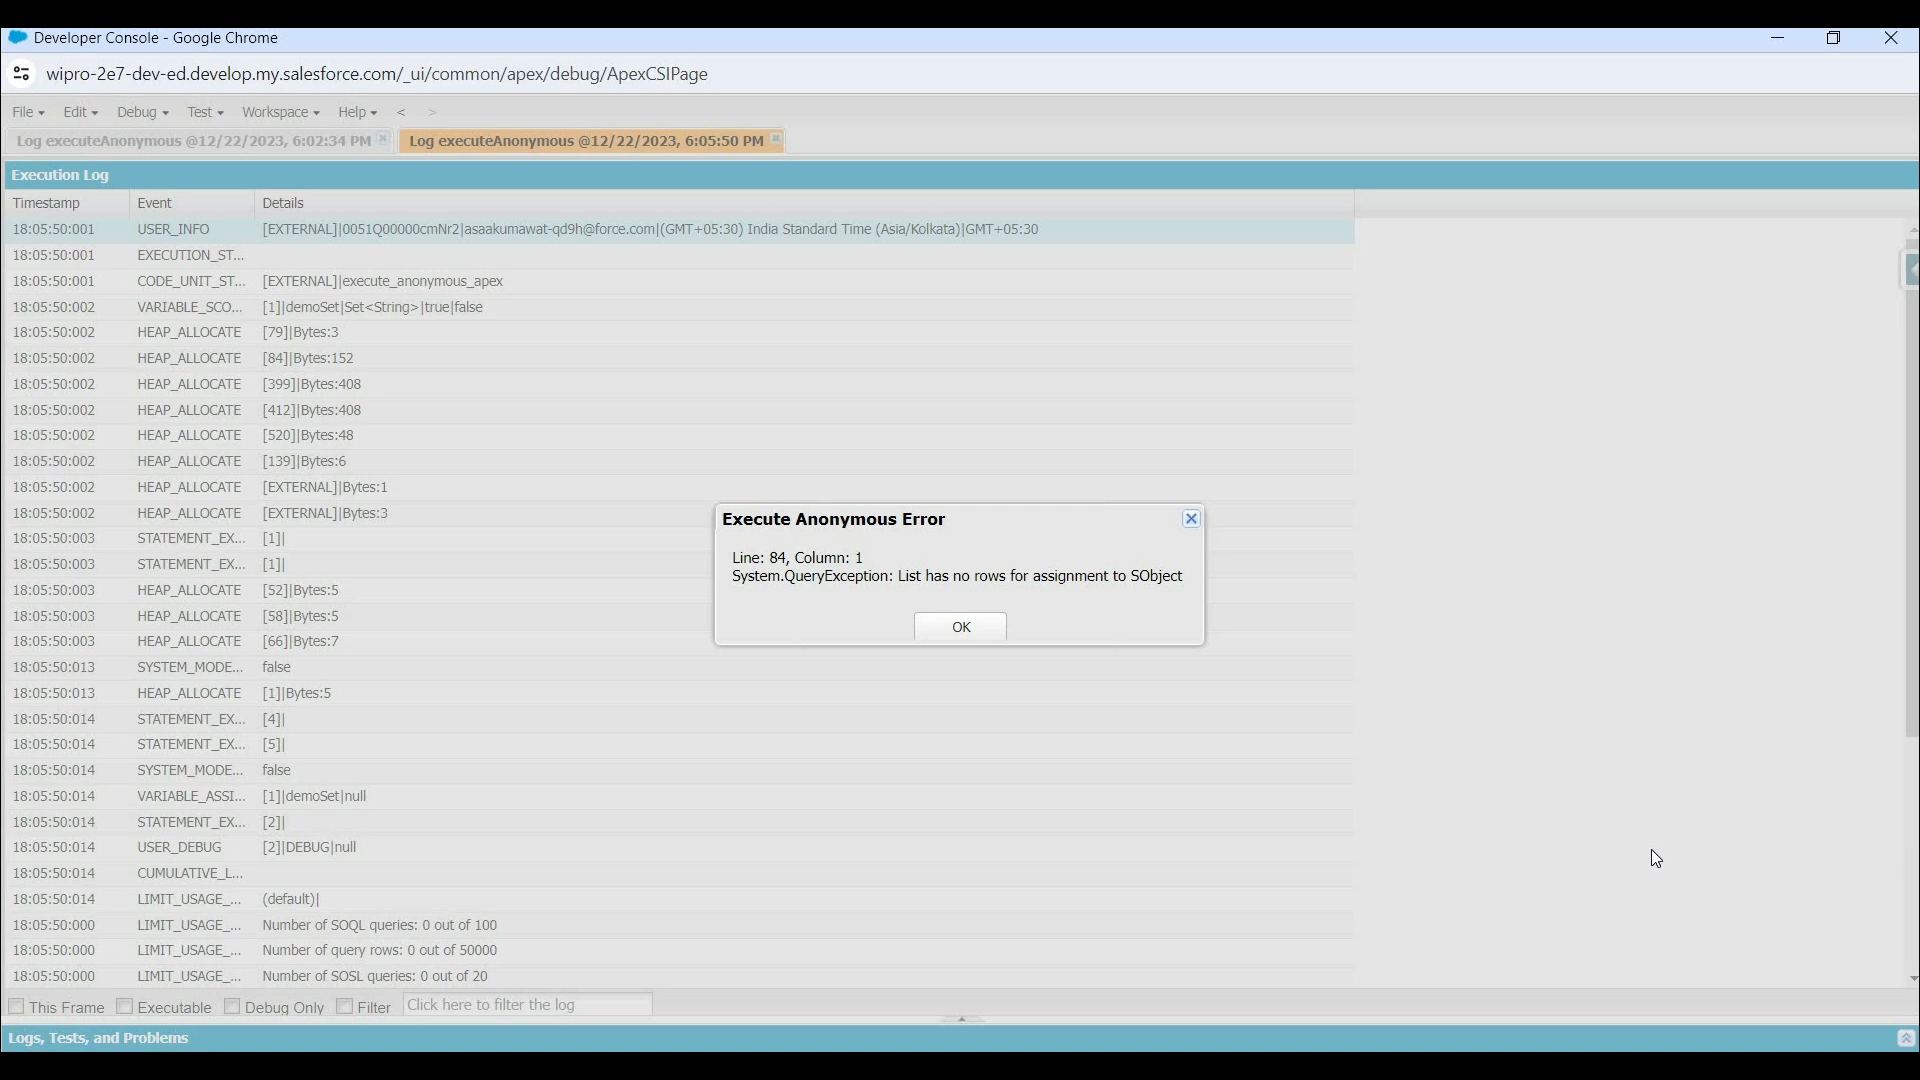 Developer Console - Google Chrome
wipro-2e7-dev-ed.develop.my.salesforce.com/_ui/common/apex/debug/ApexCSIPage
File Edit Debug Test Workspace Help < >
Log executeAnonymous @12/22/2023, 6:02:34 PM Log executeAnonymous @12/22/2023, 6:05:50 PM
Execution Log
Timestamp Event Details
18:05:50:001 USER_INFO [EXTERNAL]|0051Q00000cmNr2|asaakumawat-qd9h@force.com|(GMT+05:30) India Standard Time (Asia/Kolkata)|GMT+05:30
18:05:50:001 EXECUTION_ST...
18:05:50:001 CODE_UNIT_ST... [EXTERNAL]|execute_anonymous_apex
18:05:50:002 VARIABLE_SCO... [1]|demoSet|Set<String>|true|false
18:05:50:002 HEAP_ALLOCATE [79]|Bytes:3
18:05:50:002 HEAP_ALLOCATE [84]|Bytes:152
18:05:50:002 HEAP_ALLOCATE [399]|Bytes:408
18:05:50:002 HEAP_ALLOCATE [412]|Bytes:408
18:05:50:002 HEAP_ALLOCATE [520]|Bytes:48
18:05:50:002 HEAP_ALLOCATE [139]|Bytes:6
18:05:50:002 HEAP_ALLOCATE [EXTERNAL]|Bytes:1
18:05:50:002 HEAP_ALLOCATE [EXTERNAL]|Bytes:3
18:05:50:003 STATEMENT_EX... [1]|
18:05:50:003 STATEMENT_EX... [1]|
18:05:50:003 HEAP_ALLOCATE [52]|Bytes:5
18:05:50:003 HEAP_ALLOCATE [58]|Bytes:5
18:05:50:003 HEAP_ALLOCATE [66]|Bytes:7
18:05:50:013 SYSTEM_MODE... false
18:05:50:013 HEAP_ALLOCATE [1]|Bytes:5
18:05:50:014 STATEMENT_EX... [4]|
18:05:50:014 STATEMENT_EX... [5]|
18:05:50:014 SYSTEM_MODE... false
18:05:50:014 VARIABLE_ASSI... [1]|demoSet|null
18:05:50:014 STATEMENT_EX... [2]|
18:05:50:014 USER_DEBUG [2]|DEBUG|null
18:05:50:014 CUMULATIVE_L...
18:05:50:014 LIMIT_USAGE_... (default)|
18:05:50:000 LIMIT_USAGE_... Number of SOQL queries: 0 out of 100
18:05:50:000 LIMIT_USAGE_... Number of query rows: 0 out of 50000
18:05:50:000 LIMIT_USAGE_... Number of SOSL queries: 0 out of 20
Execute Anonymous Error
Line: 84, Column: 1
System.QueryException: List has no rows for assignment to SObject
OK
This Frame Executable Debug Only Filter Click here to filter the log
Logs, Tests, and Problems